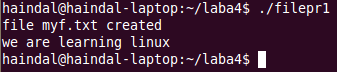 haindal@haindal-laptop:~/laba4$ ./filepr1
file myf.txt created
we are learning linux
haindal@haindal-laptop:~/laba4$